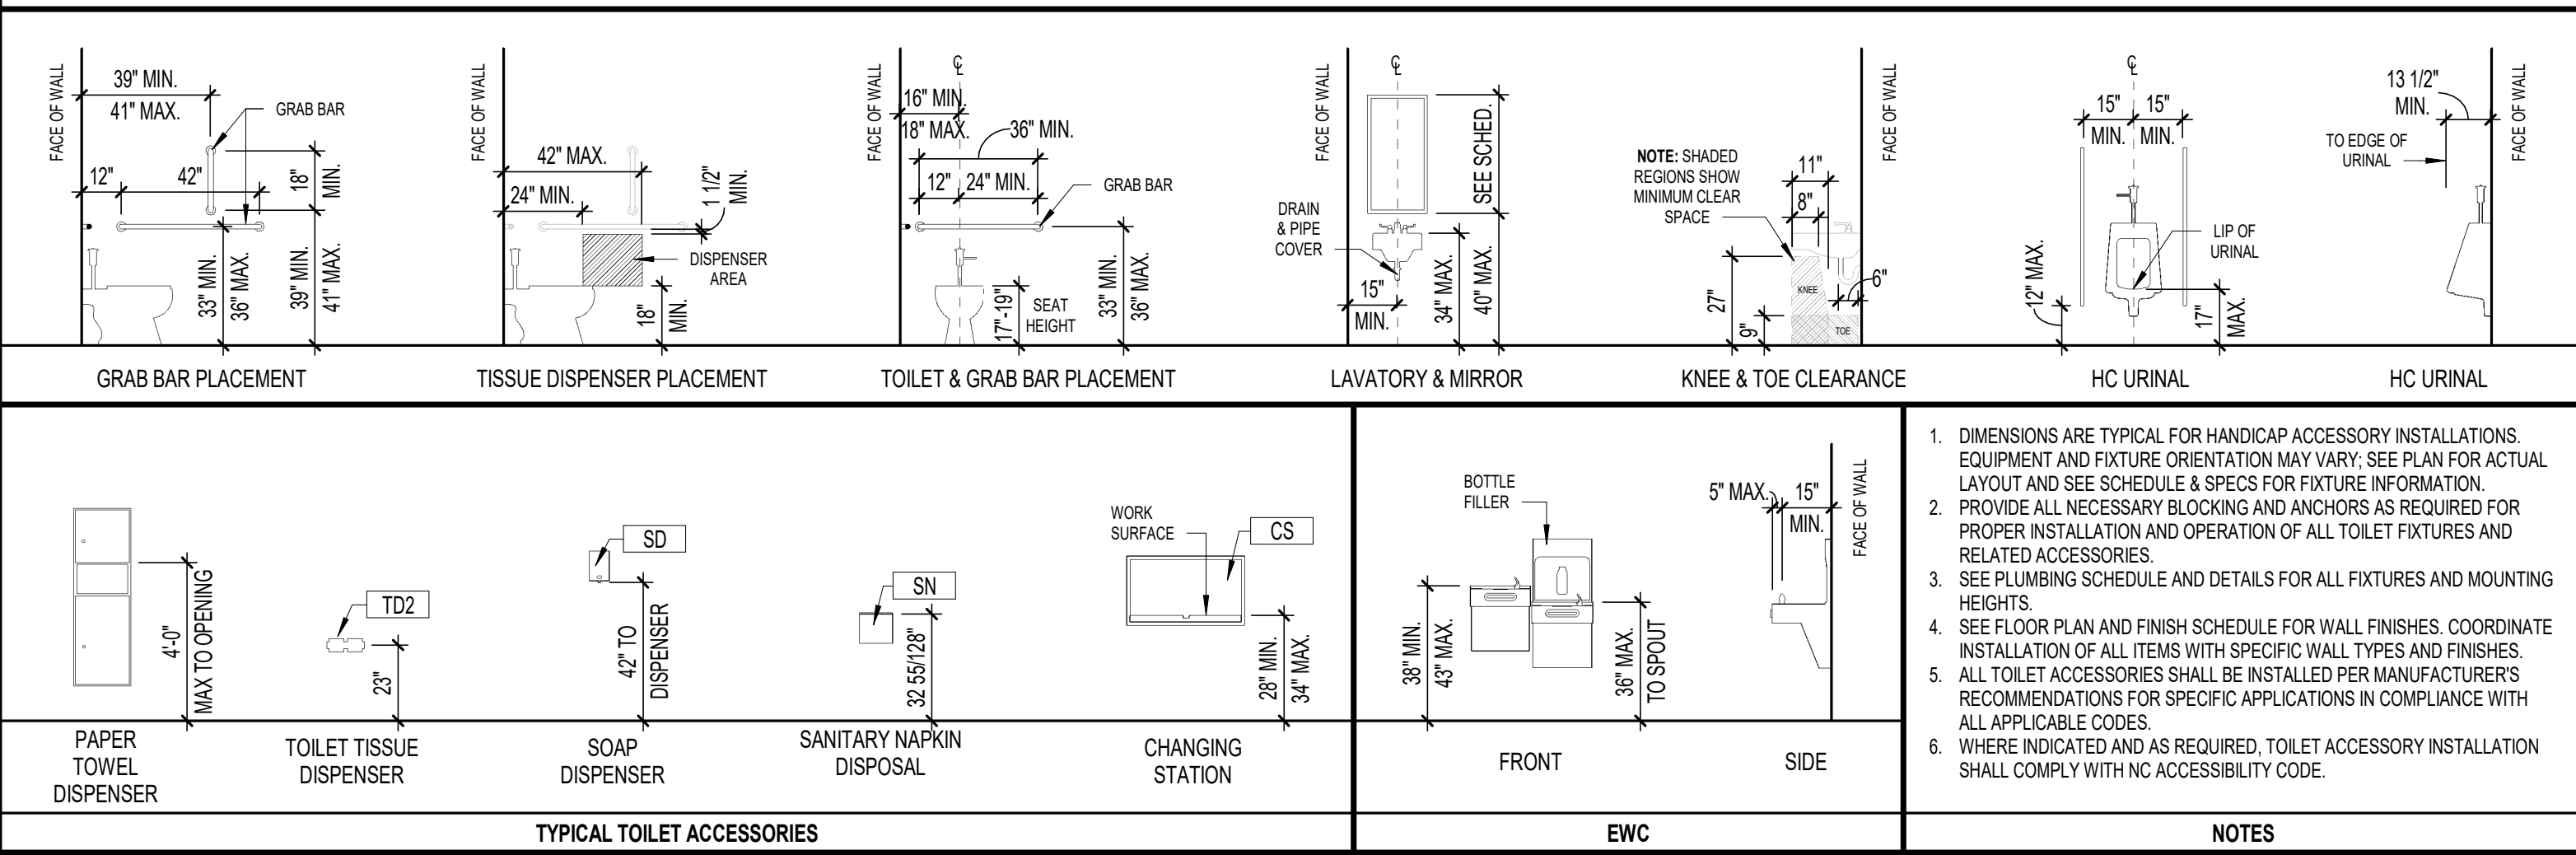 FACE OF WALL
39" MIN.
41" MAX.
GRAB BAR
12"
42"
18"
MIN.
33" MIN.
36" MAX.
39" MIN.
41" MAX.
GRAB BAR PLACEMENT
FACE OF WALL
42" MAX.
24" MIN.
1 1/2"
MIN.
DISPENSER
AREA
18"
MIN.
TISSUE DISPENSER PLACEMENT
FACE OF WALL
℄
16" MIN.
18" MAX.
36" MIN.
12"
24" MIN.
GRAB BAR
17"-19"
SEAT
HEIGHT
33" MIN.
36" MAX.
TOILET & GRAB BAR PLACEMENT
FACE OF WALL
℄
SEE SCHED.
DRAIN
& PIPE
COVER
15"
MIN.
34" MAX.
40" MAX.
LAVATORY & MIRROR
NOTE: SHADED
REGIONS SHOW
MINIMUM CLEAR
SPACE
11"
8"
FACE OF WALL
27"
9"
KNEE
6"
TOE
KNEE & TOE CLEARANCE
℄
15"
15"
MIN.
MIN.
LIP OF
URINAL
12" MAX.
17"
MAX.
HC URINAL
13 1/2"
MIN.
TO EDGE OF
URINAL
FACE OF WALL
HC URINAL
4'-0"
MAX TO OPENING
PAPER
TOWEL
DISPENSER
TD2
23"
TOILET TISSUE
DISPENSER
SD
42" TO
DISPENSER
SOAP
DISPENSER
SN
32 55/128"
SANITARY NAPKIN
DISPOSAL
WORK
SURFACE
CS
28" MIN.
34" MAX.
CHANGING
STATION
TYPICAL TOILET ACCESSORIES
BOTTLE
FILLER
38" MIN.
43" MAX.
36" MAX.
TO SPOUT
FRONT
5" MAX.
15"
MIN.
FACE OF WALL
SIDE
EWC
1. DIMENSIONS ARE TYPICAL FOR HANDICAP ACCESSORY INSTALLATIONS.
EQUIPMENT AND FIXTURE ORIENTATION MAY VARY; SEE PLAN FOR ACTUAL
LAYOUT AND SEE SCHEDULE & SPECS FOR FIXTURE INFORMATION.
2. PROVIDE ALL NECESSARY BLOCKING AND ANCHORS AS REQUIRED FOR
PROPER INSTALLATION AND OPERATION OF ALL TOILET FIXTURES AND
RELATED ACCESSORIES.
3. SEE PLUMBING SCHEDULE AND DETAILS FOR ALL FIXTURES AND MOUNTING
HEIGHTS.
4. SEE FLOOR PLAN AND FINISH SCHEDULE FOR WALL FINISHES. COORDINATE
INSTALLATION OF ALL ITEMS WITH SPECIFIC WALL TYPES AND FINISHES.
5. ALL TOILET ACCESSORIES SHALL BE INSTALLED PER MANUFACTURER'S
RECOMMENDATIONS FOR SPECIFIC APPLICATIONS IN COMPLIANCE WITH
ALL APPLICABLE CODES.
6. WHERE INDICATED AND AS REQUIRED, TOILET ACCESSORY INSTALLATION
SHALL COMPLY WITH NC ACCESSIBILITY CODE.
NOTES